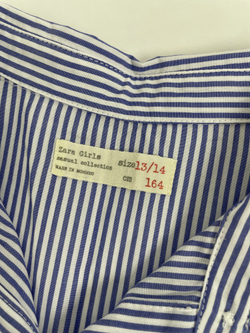 Zara Girls
casual collection
MADE IN MOROCCO
size 13/14
cm 164